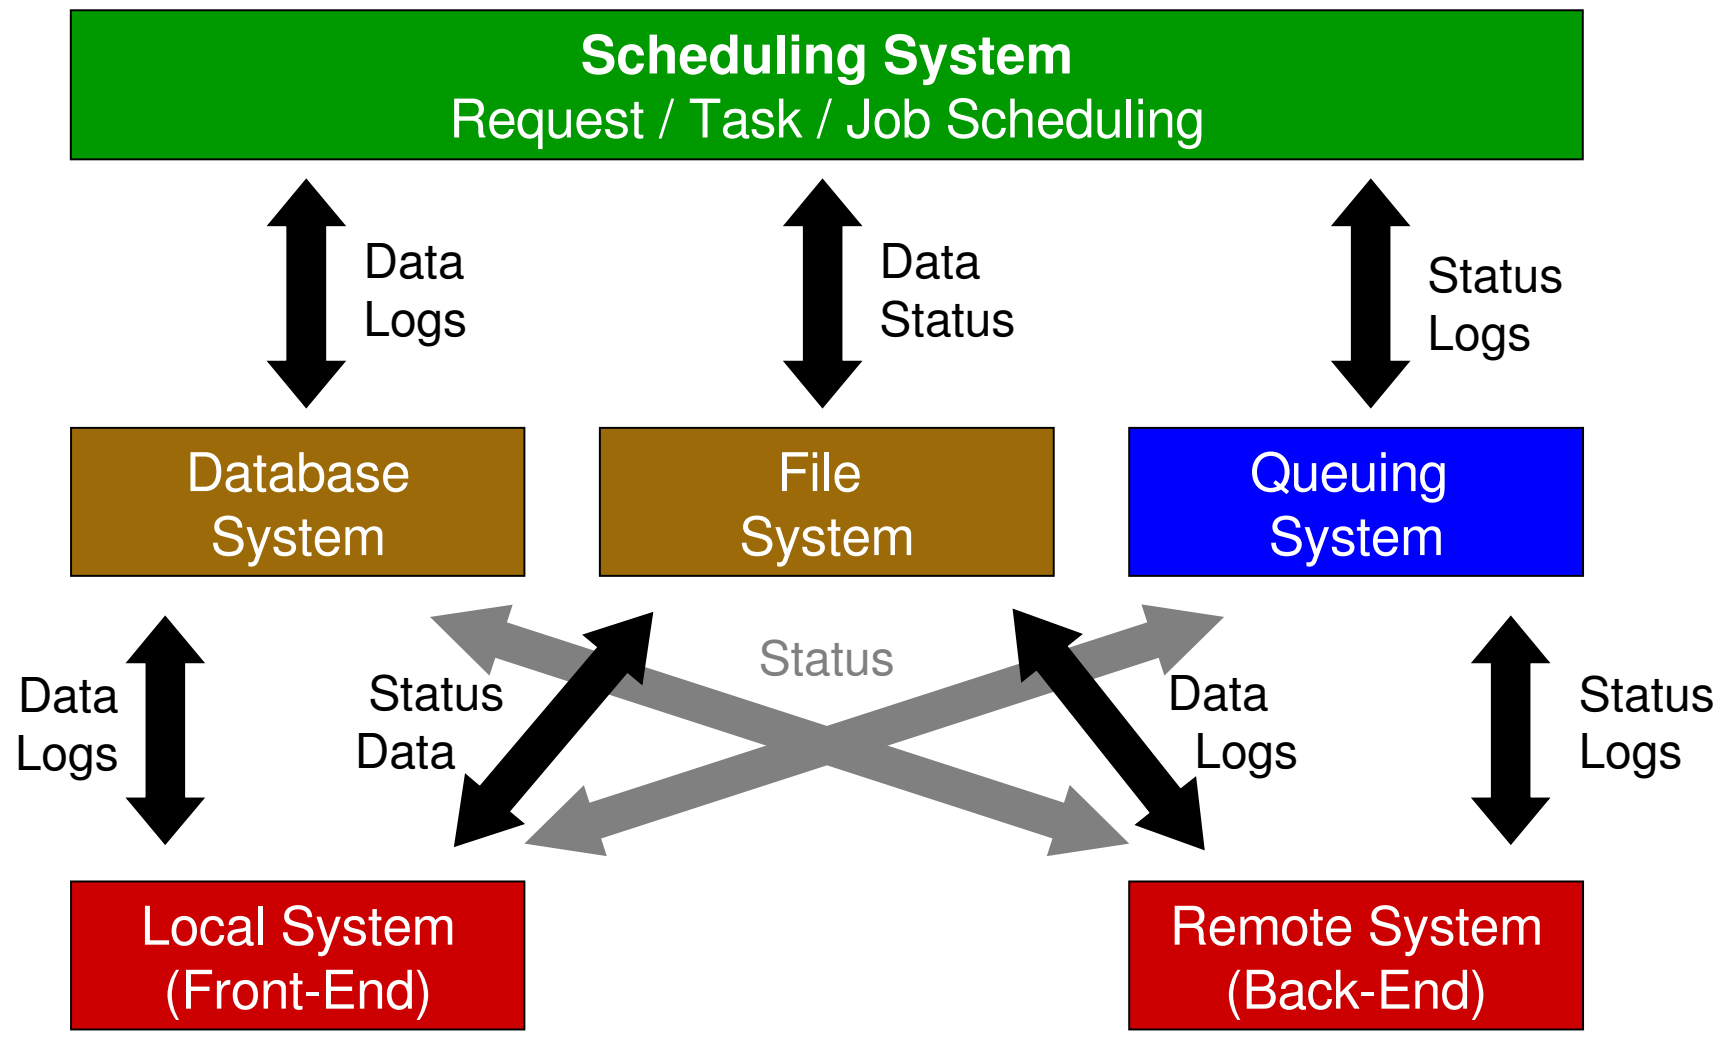 Scheduling System
Request / Task / Job Scheduling
Data
Logs
Data
Status
Status
Logs
Database
System
File
System
Queuing
System
Data
Logs
Status
Data
Status
Data
Logs
Status
Logs
Local System
(Front-End)
Remote System
(Back-End)